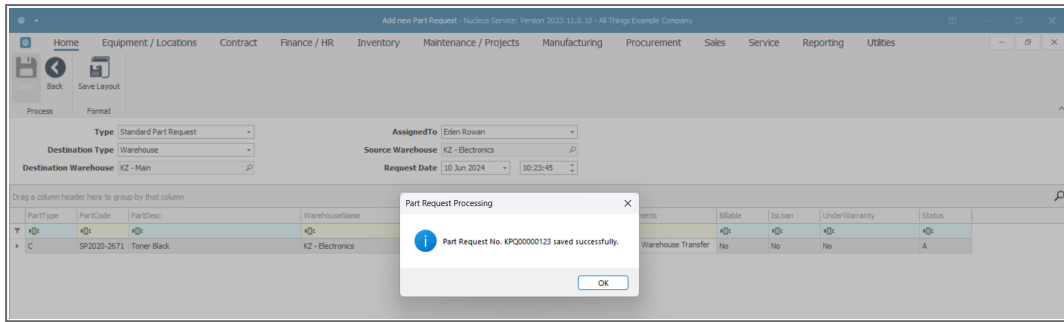 Add new Part Request - Nucleus Service: Version 2023.11.0.10 - All Things Example Company
Home Equipment / Locations Contract Finance / HR Inventory Maintenance / Projects Manufacturing Procurement Sales Service Reporting Utilities
Save Back Save Layout
Process Format
Type Standard Part Request AssignedTo Eden Rowan
Destination Type Warehouse Source Warehouse KZ - Electronics
Destination Warehouse KZ - Main Request Date 10 Jun 2024 10:23:45
Drag a column header here to group by that column
PartType PartCode PartDesc WarehouseName Billable IsLoan UnderWarranty Status
C SP2020-2671 Toner Black KZ - Electronics Warehouse Transfer No No No A
Part Request Processing
Part Request No. KPQ00000123 saved successfully.
OK